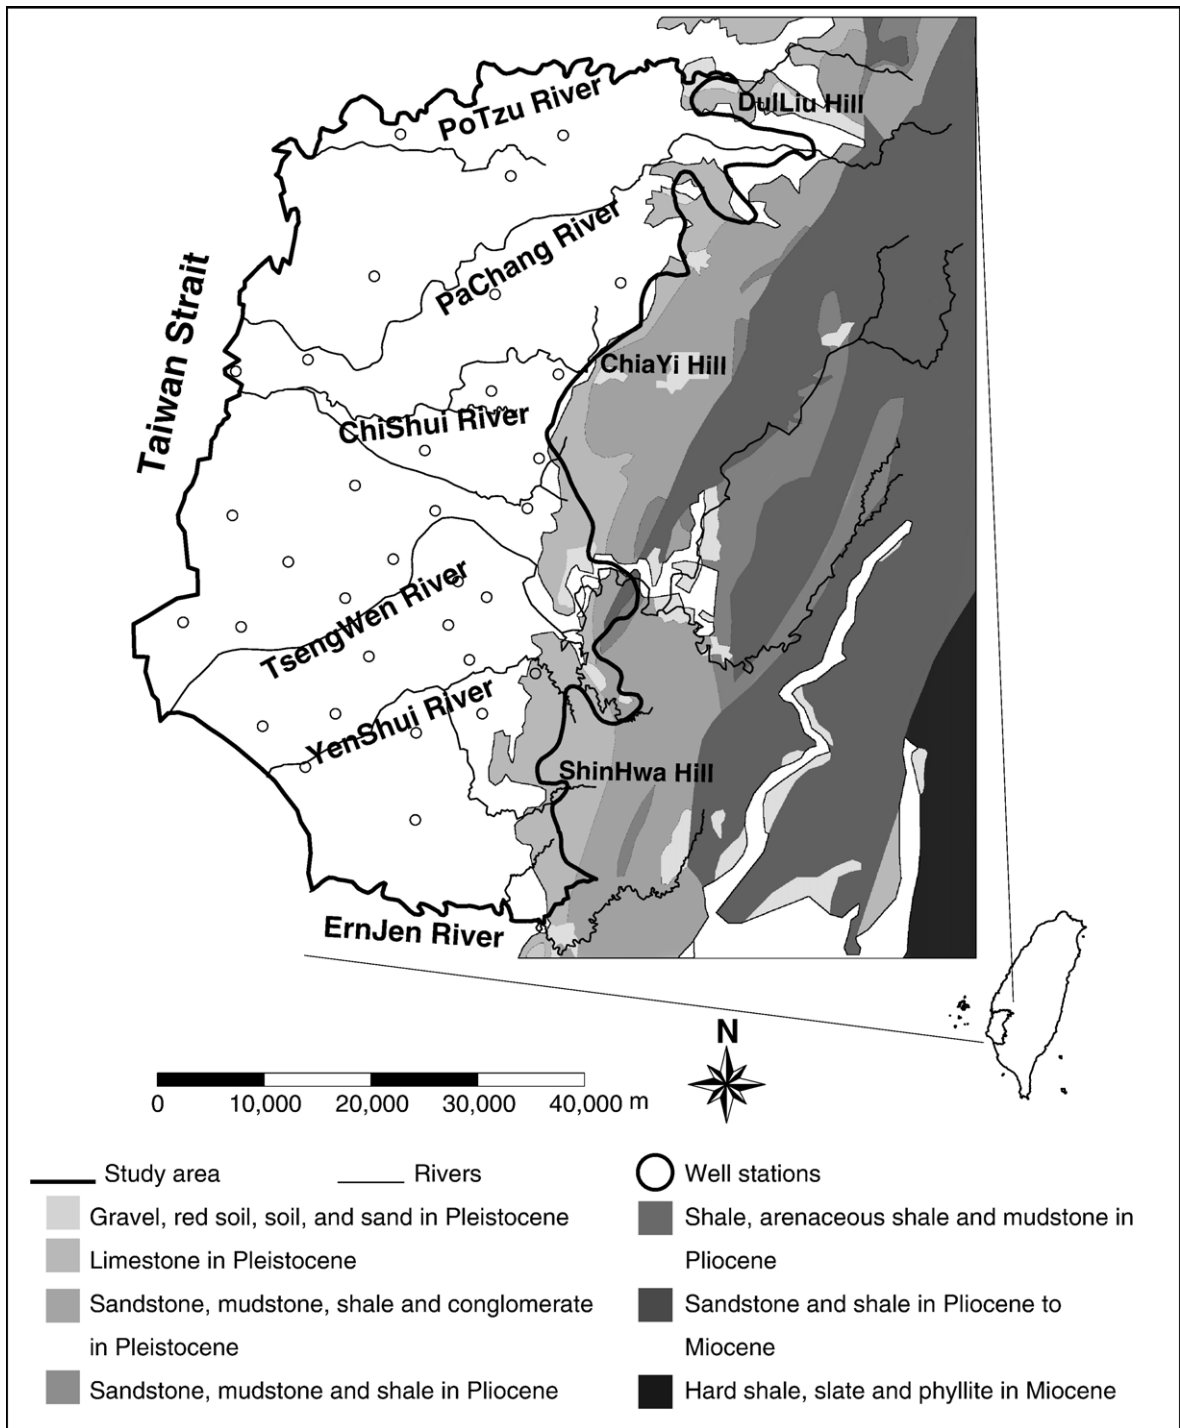 PoTzu River
DulLiu Hill
PaChang River
Taiwan Strait
ChiaYi Hill
ChiShui River
TsengWen River
YenShui River
ShinHwa Hill
ErnJen River
N
0 10,000 20,000 30,000 40,000 m
Study area
Rivers
Well stations
Gravel, red soil, soil, and sand in Pleistocene
Limestone in Pleistocene
Sandstone, mudstone, shale and conglomerate
in Pleistocene
Sandstone, mudstone and shale in Pliocene
Shale, arenaceous shale and mudstone in
Pliocene
Sandstone and shale in Pliocene to
Miocene
Hard shale, slate and phyllite in Miocene